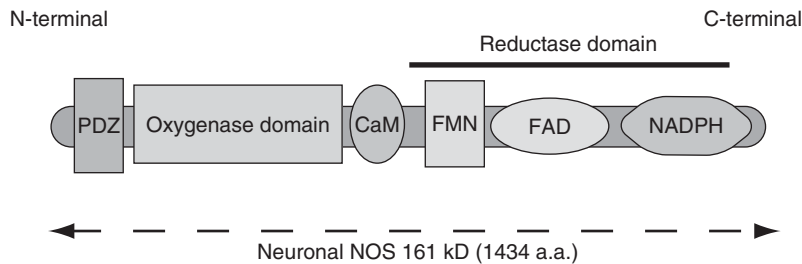 N-terminal
C-terminal
Reductase domain
PDZ
Oxygenase domain
CaM
FMN
FAD
NADPH
Neuronal NOS 161 kD (1434 a.a.)